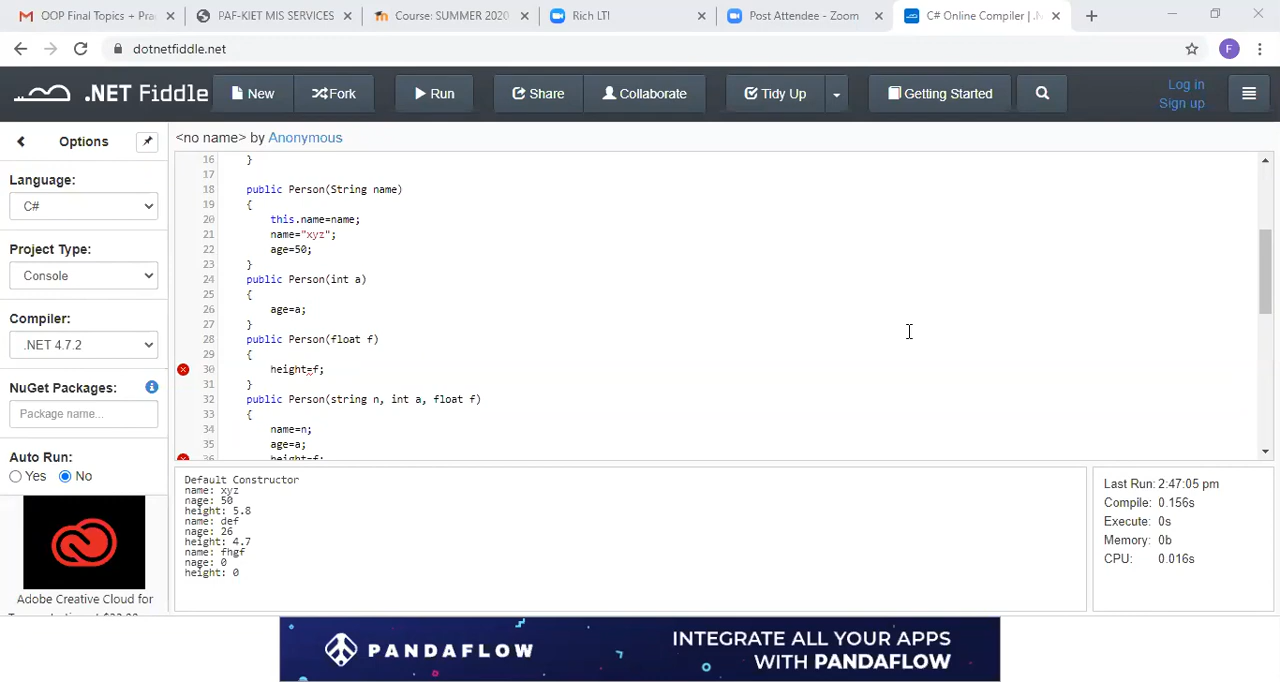 OOP Final Topics + Pra
PAF-KIET MIS SERVICES
Course: SUMMER 2020
Rich LTI
Post Attendee - Zoom
C# Online Compiler | .N
dotnetfiddle.net
F
.NET Fiddle
New
Fork
Run
Share
Collaborate
Tidy Up
Getting Started
Log in
Sign up
Options
<no name> by Anonymous
Language:
C#
Project Type:
Console
Compiler:
.NET 4.7.2
NuGet Packages:
Package name...
Auto Run:
Yes No
Adobe Creative Cloud for
16 }
17
18 public Person(String name)
19 {
20 this.name=name;
21 name="xyz";
22 age=50;
23 }
24 public Person(int a)
25 {
26 age=a;
27 }
28 public Person(float f)
29 {
30 height=f;
31 }
32 public Person(string n, int a, float f)
33 {
34 name=n;
35 age=a;
36 height=f;
Default Constructor
name: xyz
nage: 50
height: 5.8
name: def
nage: 26
height: 4.7
name: fhgf
nage: 0
height: 0
Last Run: 2:47:05 pm
Compile: 0.156s
Execute: 0s
Memory: 0b
CPU: 0.016s
PANDAFLOW
INTEGRATE ALL YOUR APPS
WITH PANDAFLOW